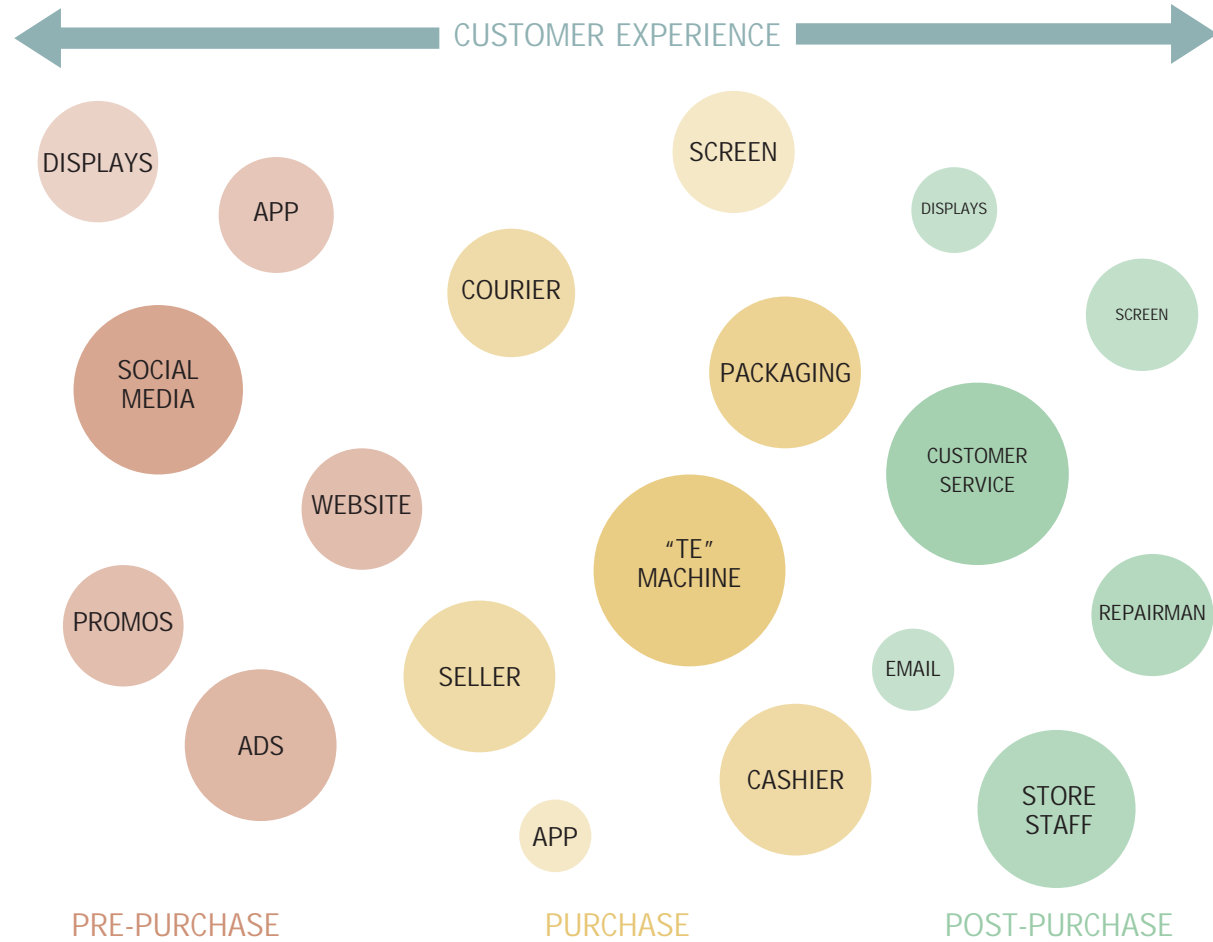 CUSTOMER EXPERIENCE
DISPLAYS
APP
SOCIAL
MEDIA
WEBSITE
PROMOS
ADS
SCREEN
COURIER
PACKAGING
“TE”
MACHINE
SELLER
CASHIER
APP
DISPLAYS
SCREEN
CUSTOMER
SERVICE
REPAIRMAN
EMAIL
STORE
STAFF
PRE-PURCHASE
PURCHASE
POST-PURCHASE